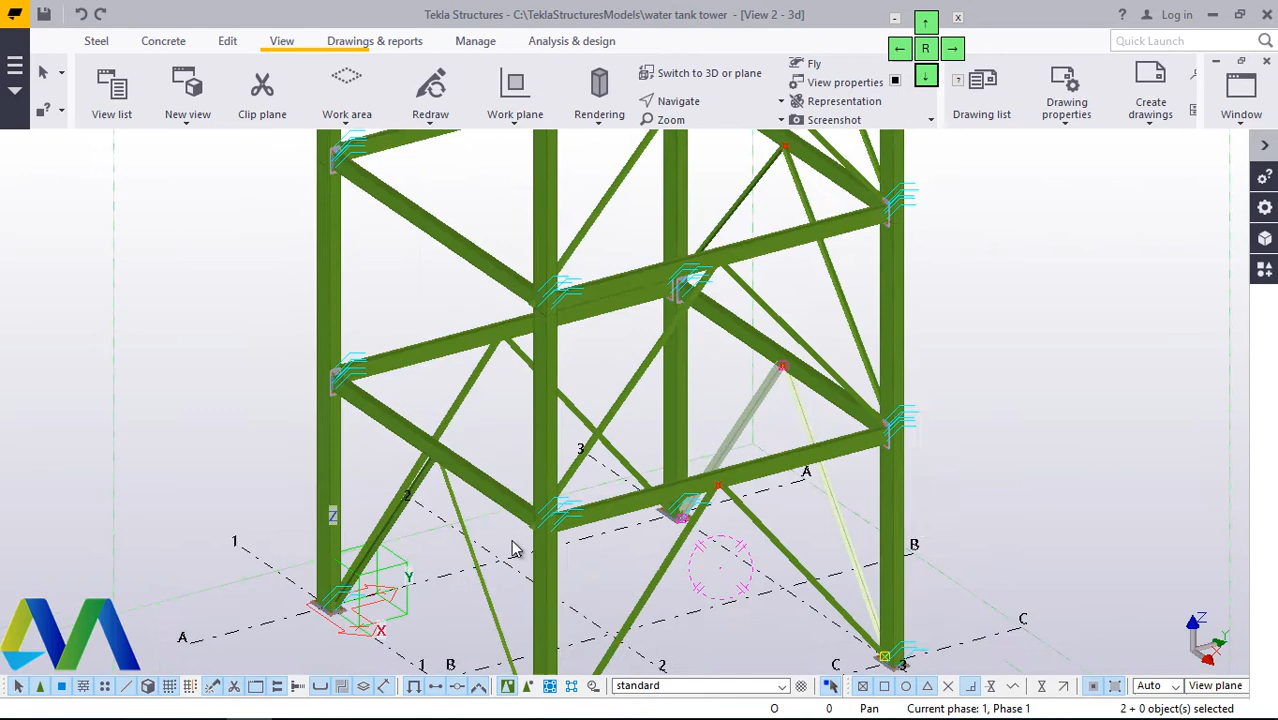 Tekla Structures - C:\TeklaStructuresModels\water tank tower - [View 2 - 3d]
Log in
Steel Concrete Edit View Drawings & reports Manage Analysis & design
Quick Launch
R
View list
New view
Clip plane
Work area
Redraw
Work plane
Rendering
Switch to 3D or plane
Navigate
Zoom
Fly
View properties
Representation
Screenshot
Drawing list
Drawing properties
Create drawings
Window
3
A
2
Z
1
B
Y
X
A
C
1 B 2 C 3
Z
Y
X
standard
Auto
View plane
O 0 Pan Current phase: 1, Phase 1 2 + 0 object(s) selected